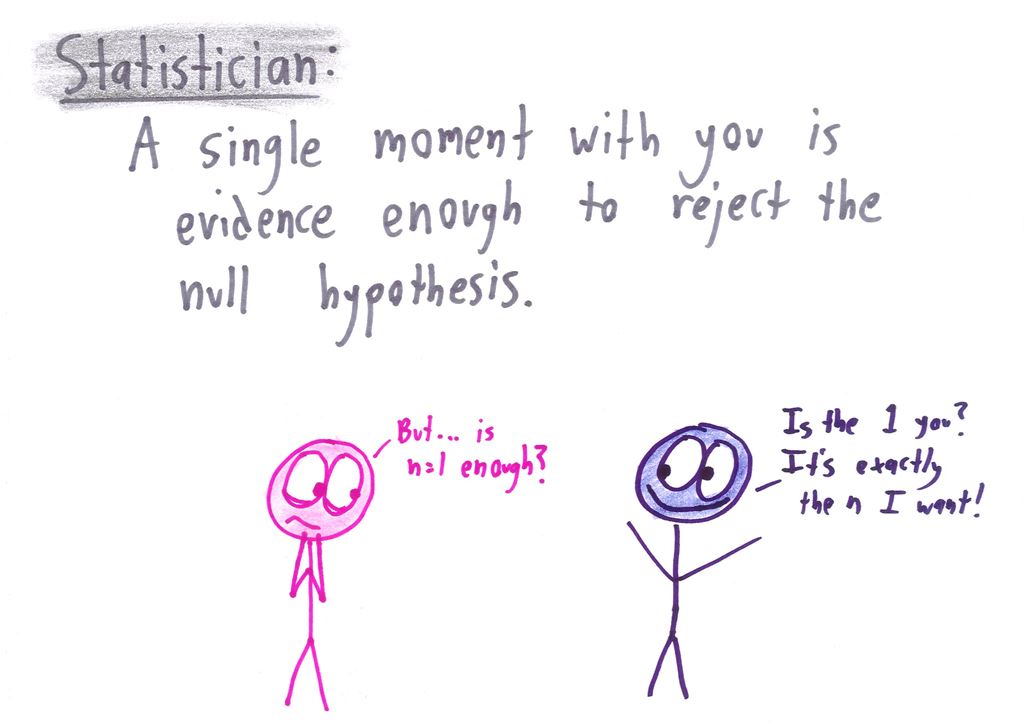 Statistician:
A single moment with you is
evidence enough to reject the
null hypothesis.
But... is
n=1 enough?
Is the 1 you?
It's exactly
the n I want!